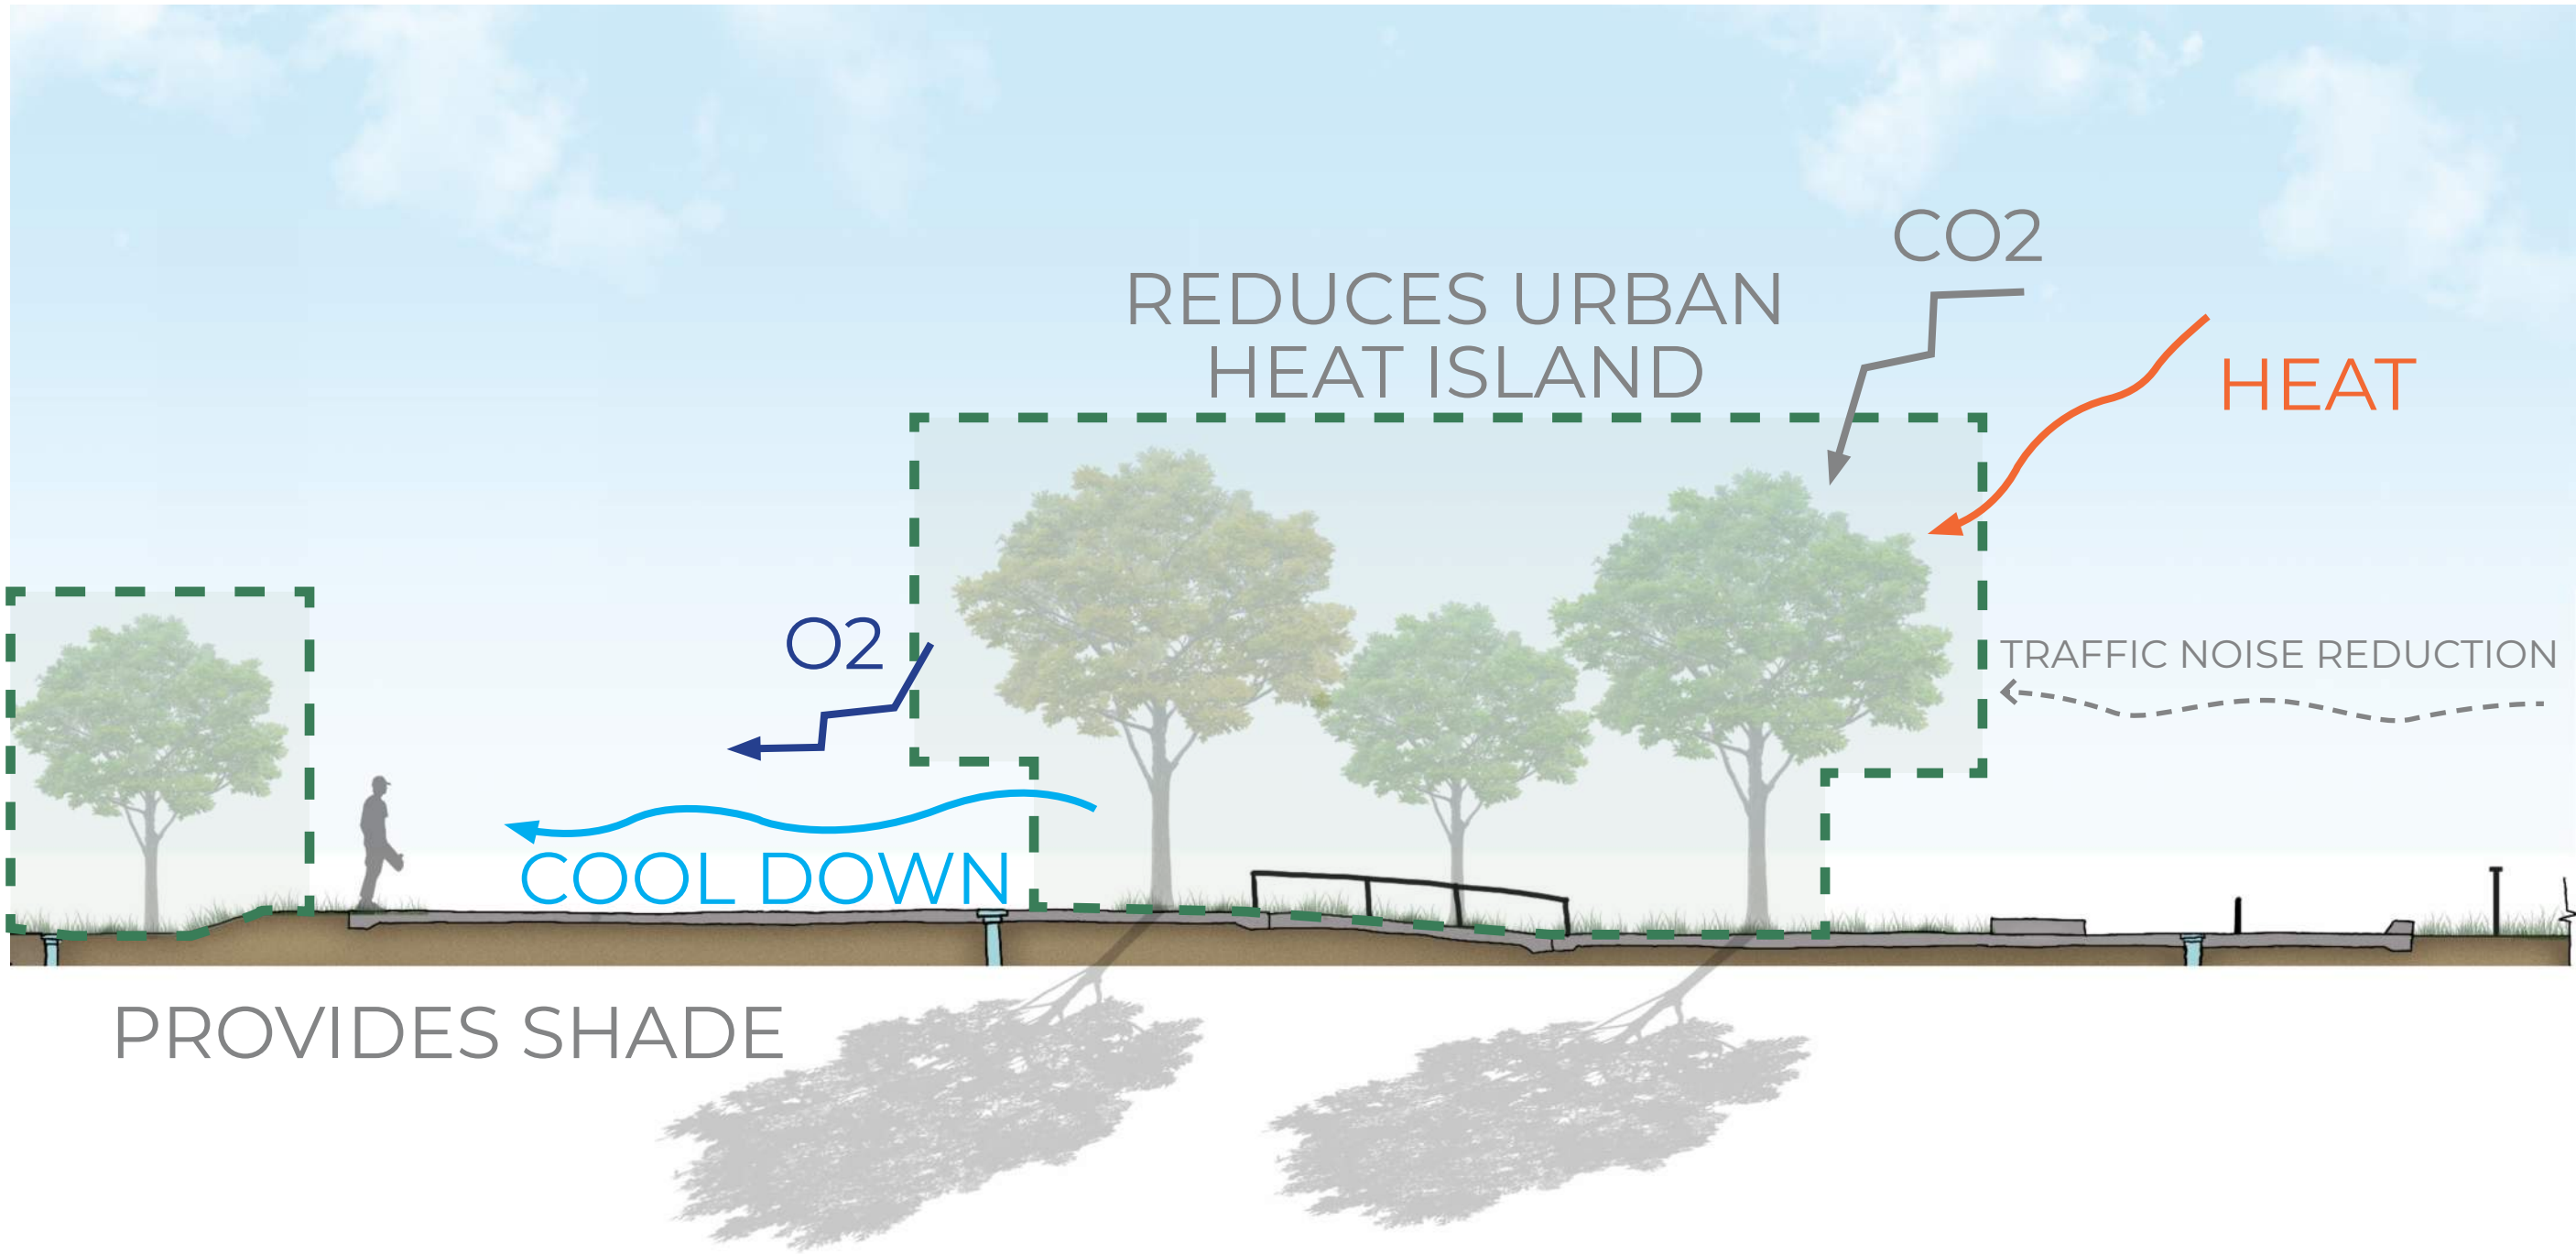 CO2
REDUCES URBAN
HEAT ISLAND
HEAT
O2
TRAFFIC NOISE REDUCTION
COOL DOWN
PROVIDES SHADE